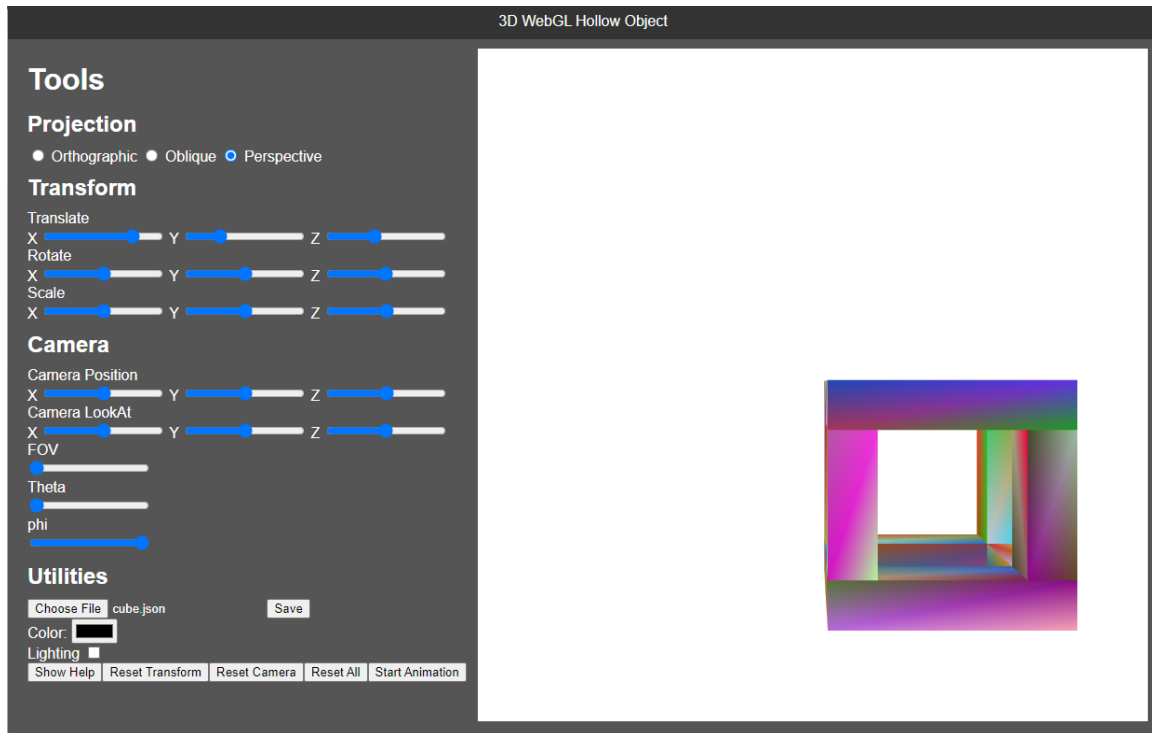 3D WebGL Hollow Object
Tools
Projection
Orthographic Oblique Perspective
Transform
Translate
X Y Z
Rotate
X Y Z
Scale
X Y Z
Camera
Camera Position
X Y Z
Camera LookAt
X Y Z
FOV
Theta
phi
Utilities
Choose File cube.json Save
Color:
Lighting
Show Help Reset Transform Reset Camera Reset All Start Animation